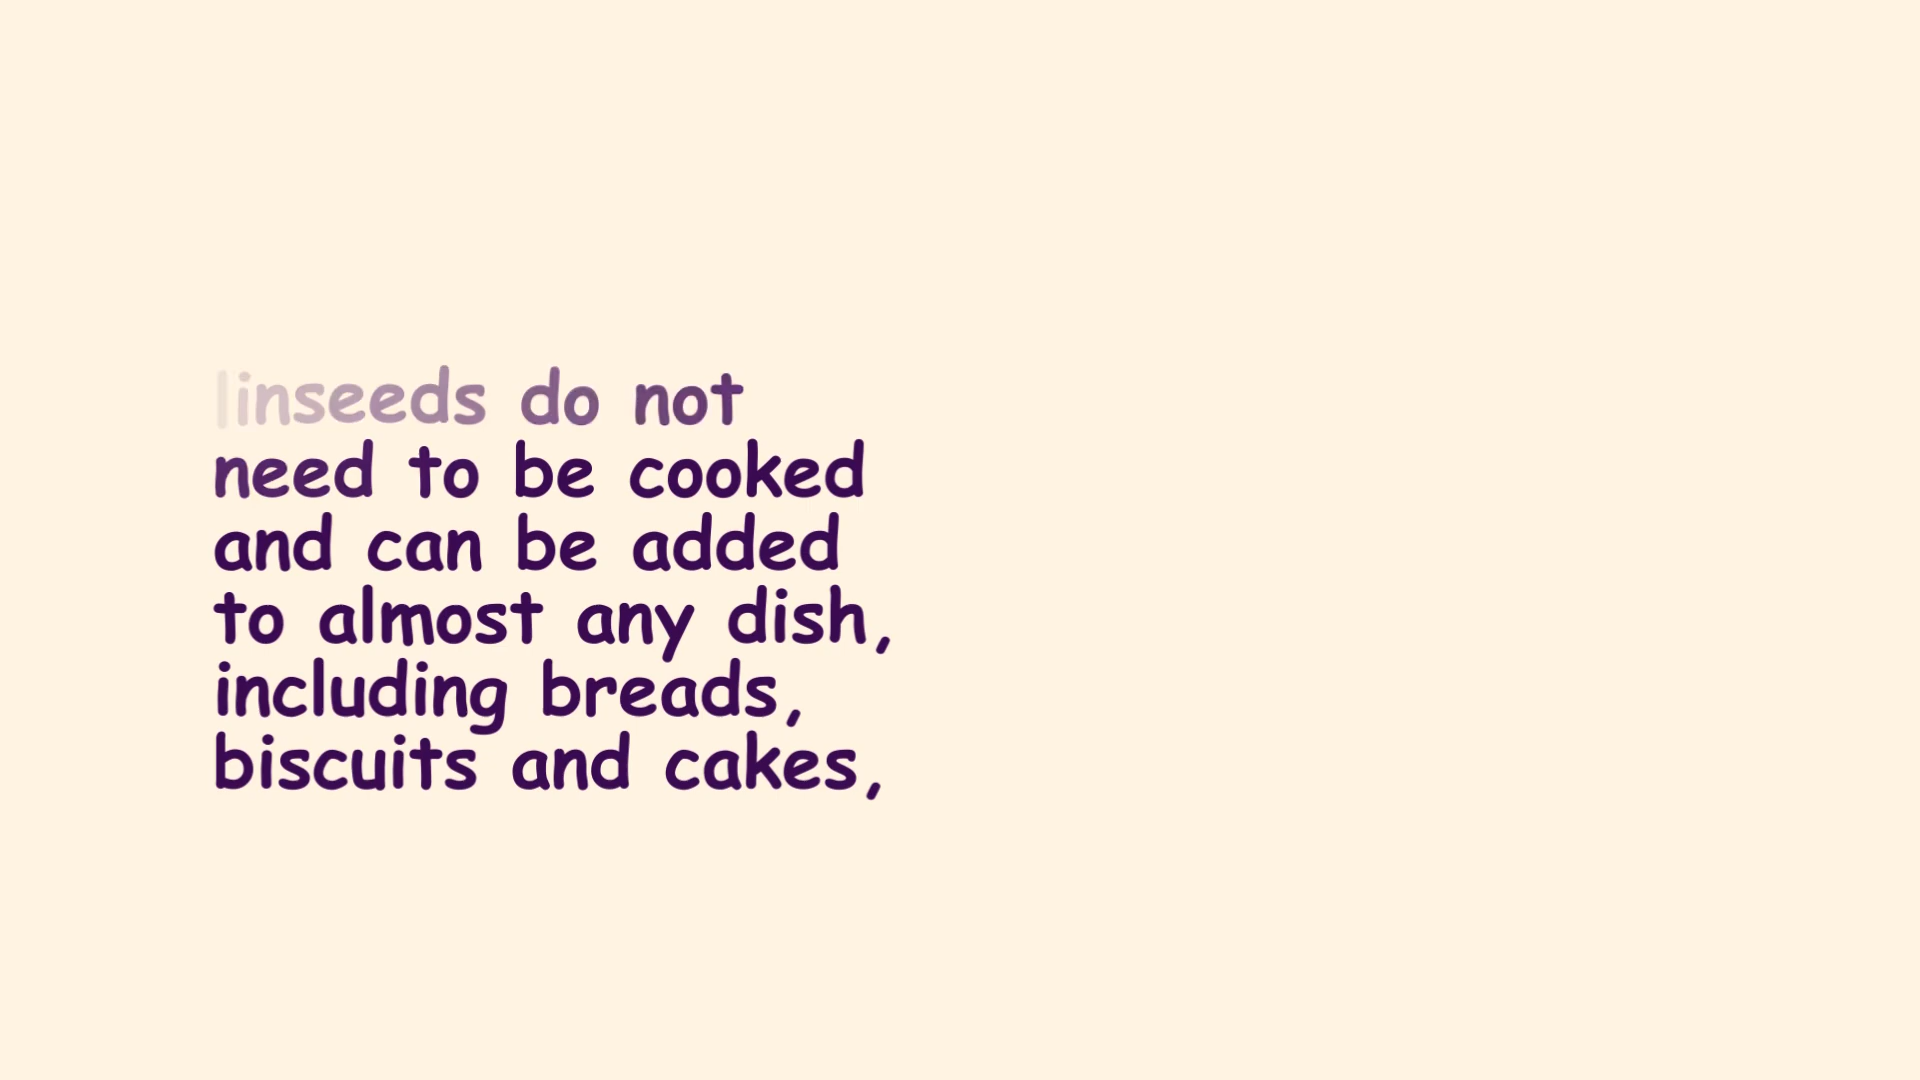 linseeds do not
need to be cooked
and can be added
to almost any dish,
including breads,
biscuits and cakes,